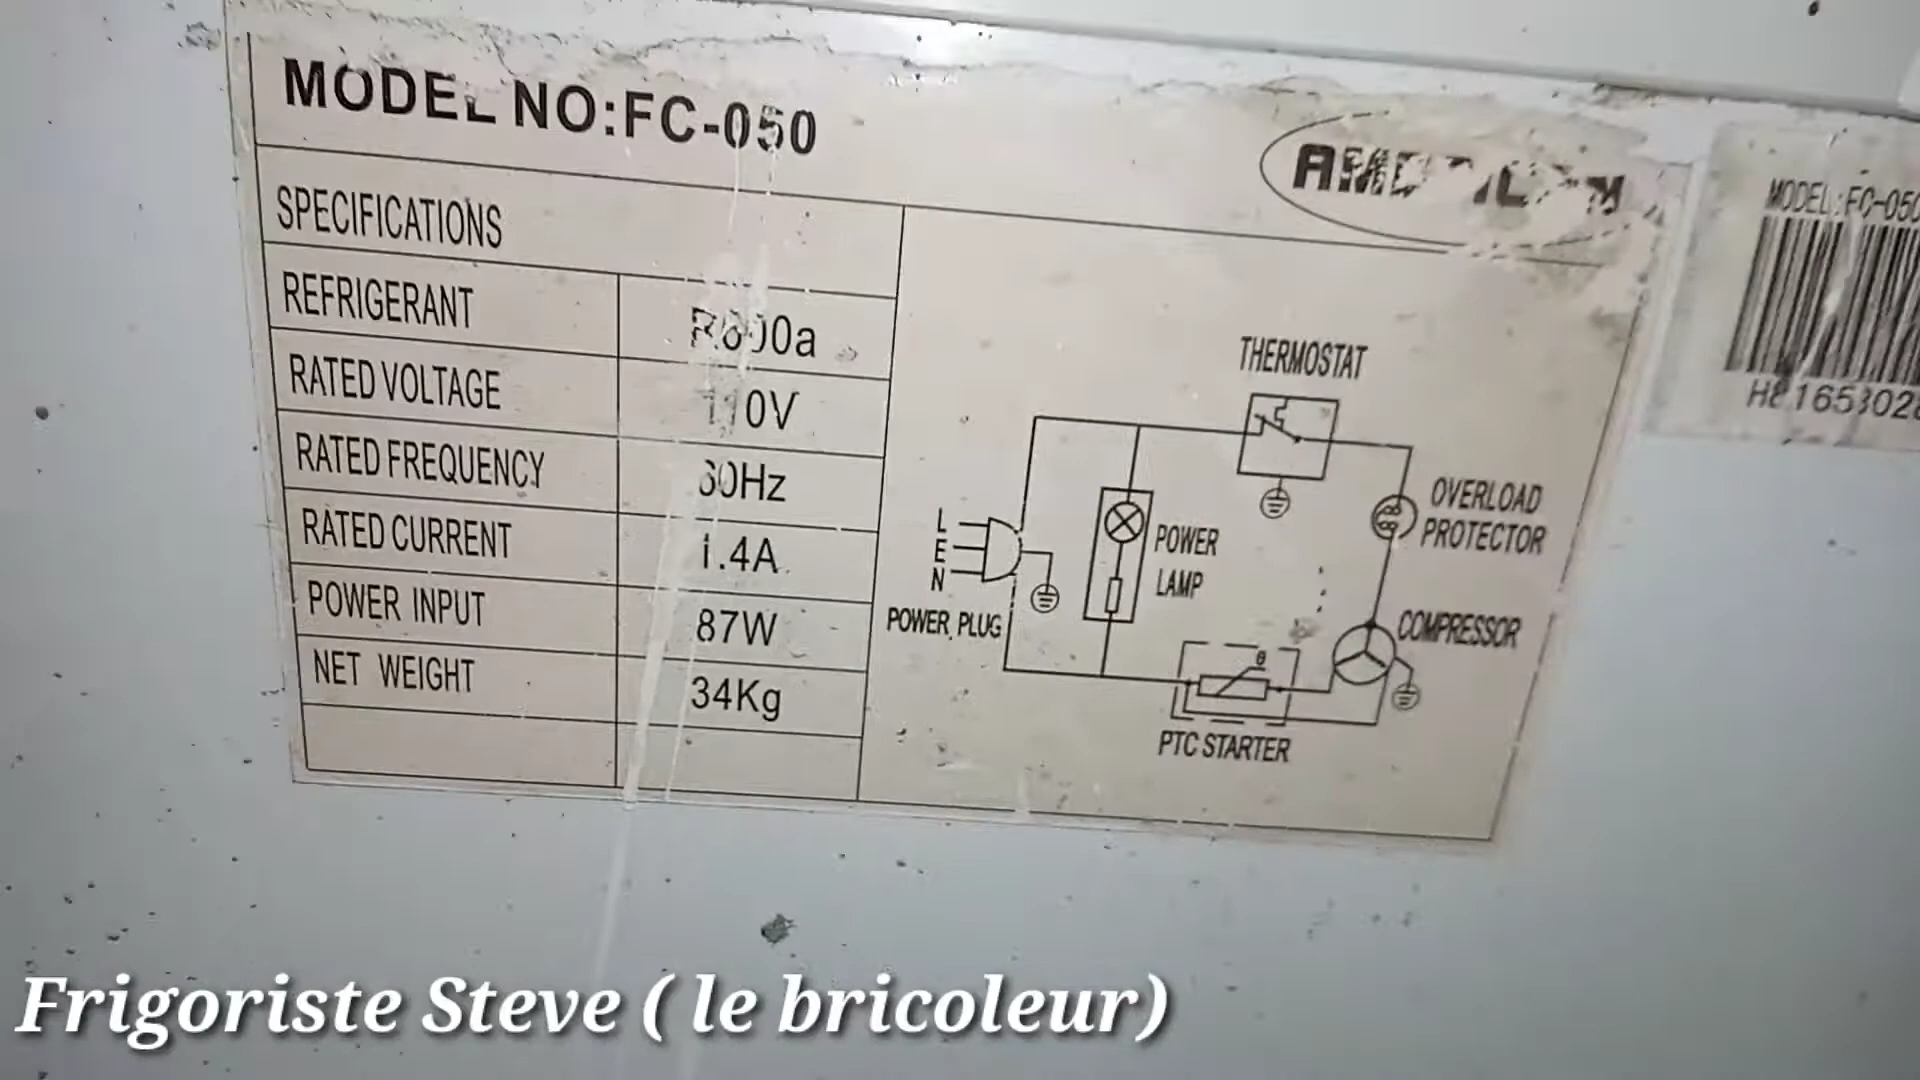 MODEL NO:FC-050
SPECIFICATIONS
REFRIGERANT R600a
RATED VOLTAGE 110V
RATED FREQUENCY 60Hz
RATED CURRENT 1.4A
POWER INPUT 87W
NET WEIGHT 34Kg
THERMOSTAT
OVERLOAD
PROTECTOR
L
E
N
POWER PLUG
POWER
LAMP
COMPRESSOR
θ
PTC STARTER
MODEL:FC-050
Frigoriste Steve ( le bricoleur)